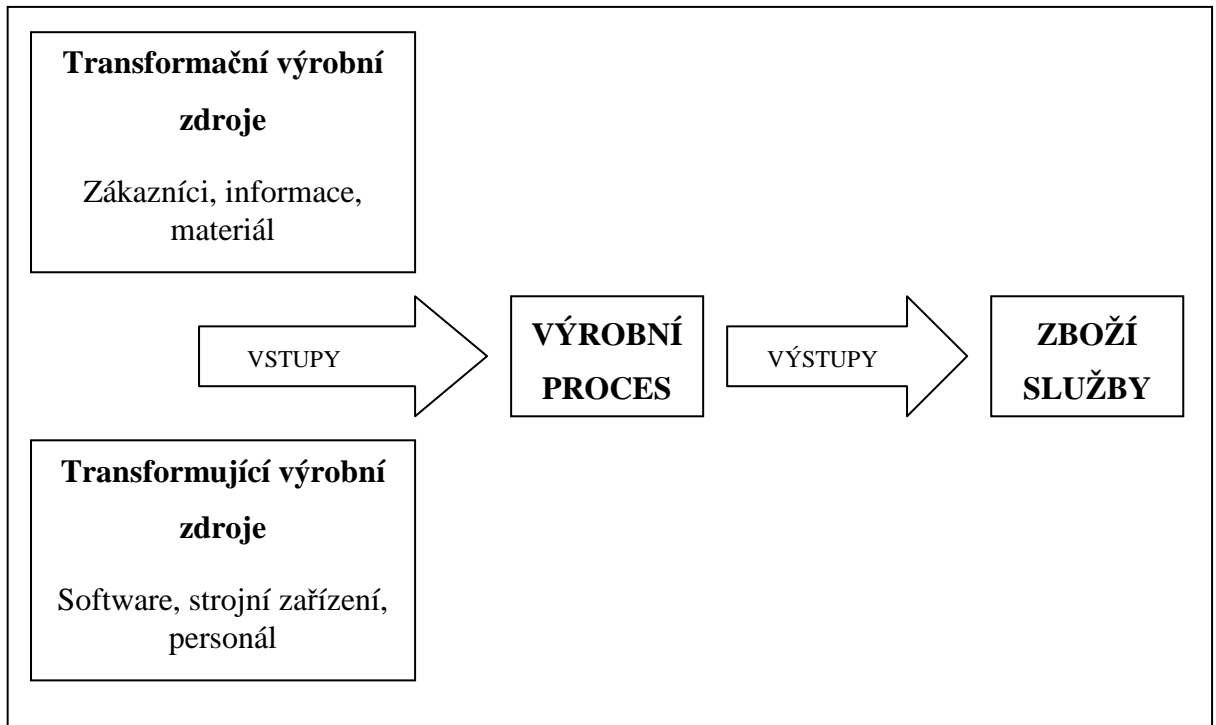 Transformační výrobní
zdroje
Zákazníci, informace,
materiál
VSTUPY
VÝROBNÍ
PROCES
VÝSTUPY
ZBOŽÍ
SLUŽBY
Transformující výrobní
zdroje
Software, strojní zařízení,
personál